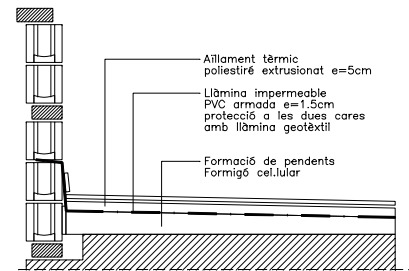 Aïllament tèrmic
poliestiré extrusionat e=5cm
Llàmina impermeable
PVC armada e=1.5cm
protecció a les dues cares
amb llàmina geotèxtil
Formació de pendents
Formigó cel.lular